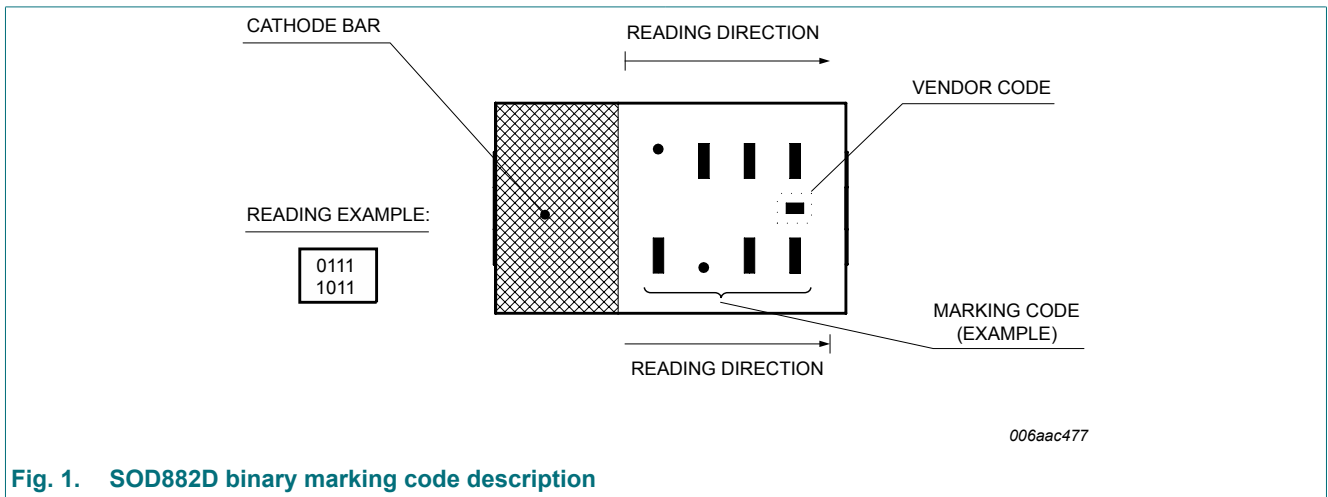 CATHODE BAR
READING DIRECTION
VENDOR CODE
READING EXAMPLE:
0111
1011
MARKING CODE
(EXAMPLE)
READING DIRECTION
006aac477
Fig. 1. SOD882D binary marking code description